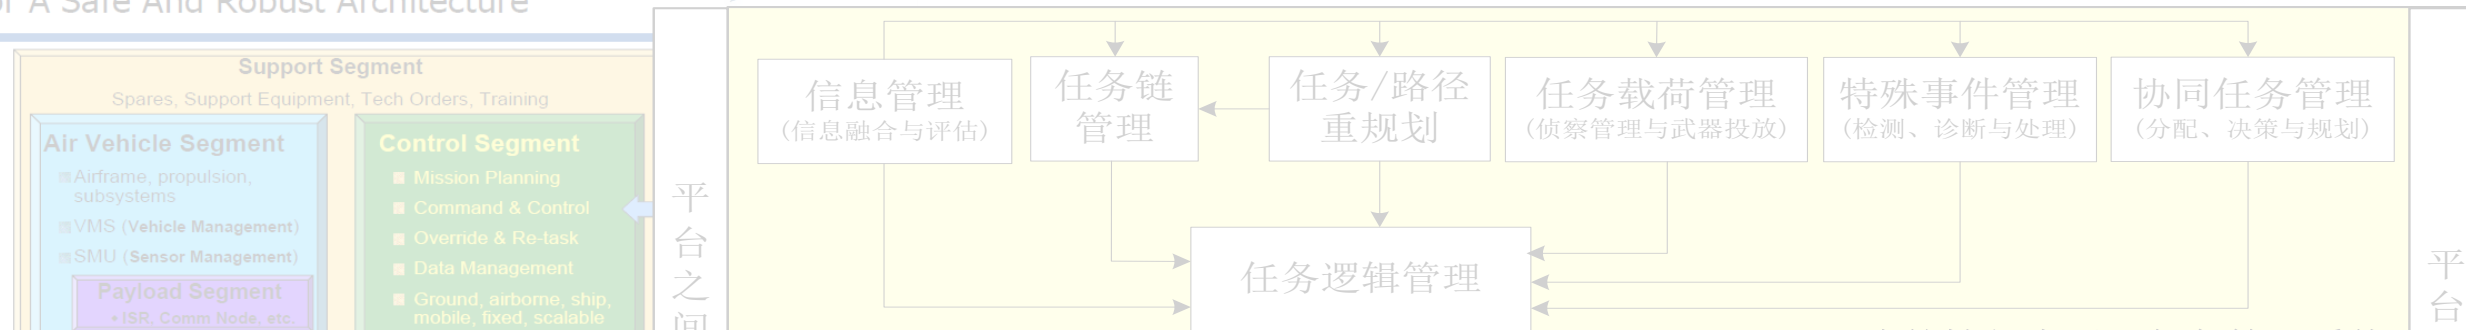 A Safe And Robust Architecture
Support Segment
Spares, Support Equipment, Tech Orders, Training
Air Vehicle Segment
Airframe, propulsion,
subsystems
VMS (Vehicle Management)
SMU (Sensor Management)
Payload Segment
• ISR, Comm Node, etc.
Control Segment
Mission Planning
Command & Control
Override & Re-task
Data Management
Ground, airborne, ship,
mobile, fixed, scalable
平
台
之
间
信息管理
(信息融合与评估)
任务链
管理
任务/路径
重规划
任务载荷管理
(侦察管理与武器投放)
特殊事件管理
(检测、诊断与处理)
协同任务管理
(分配、决策与规划)
任务逻辑管理
平
台